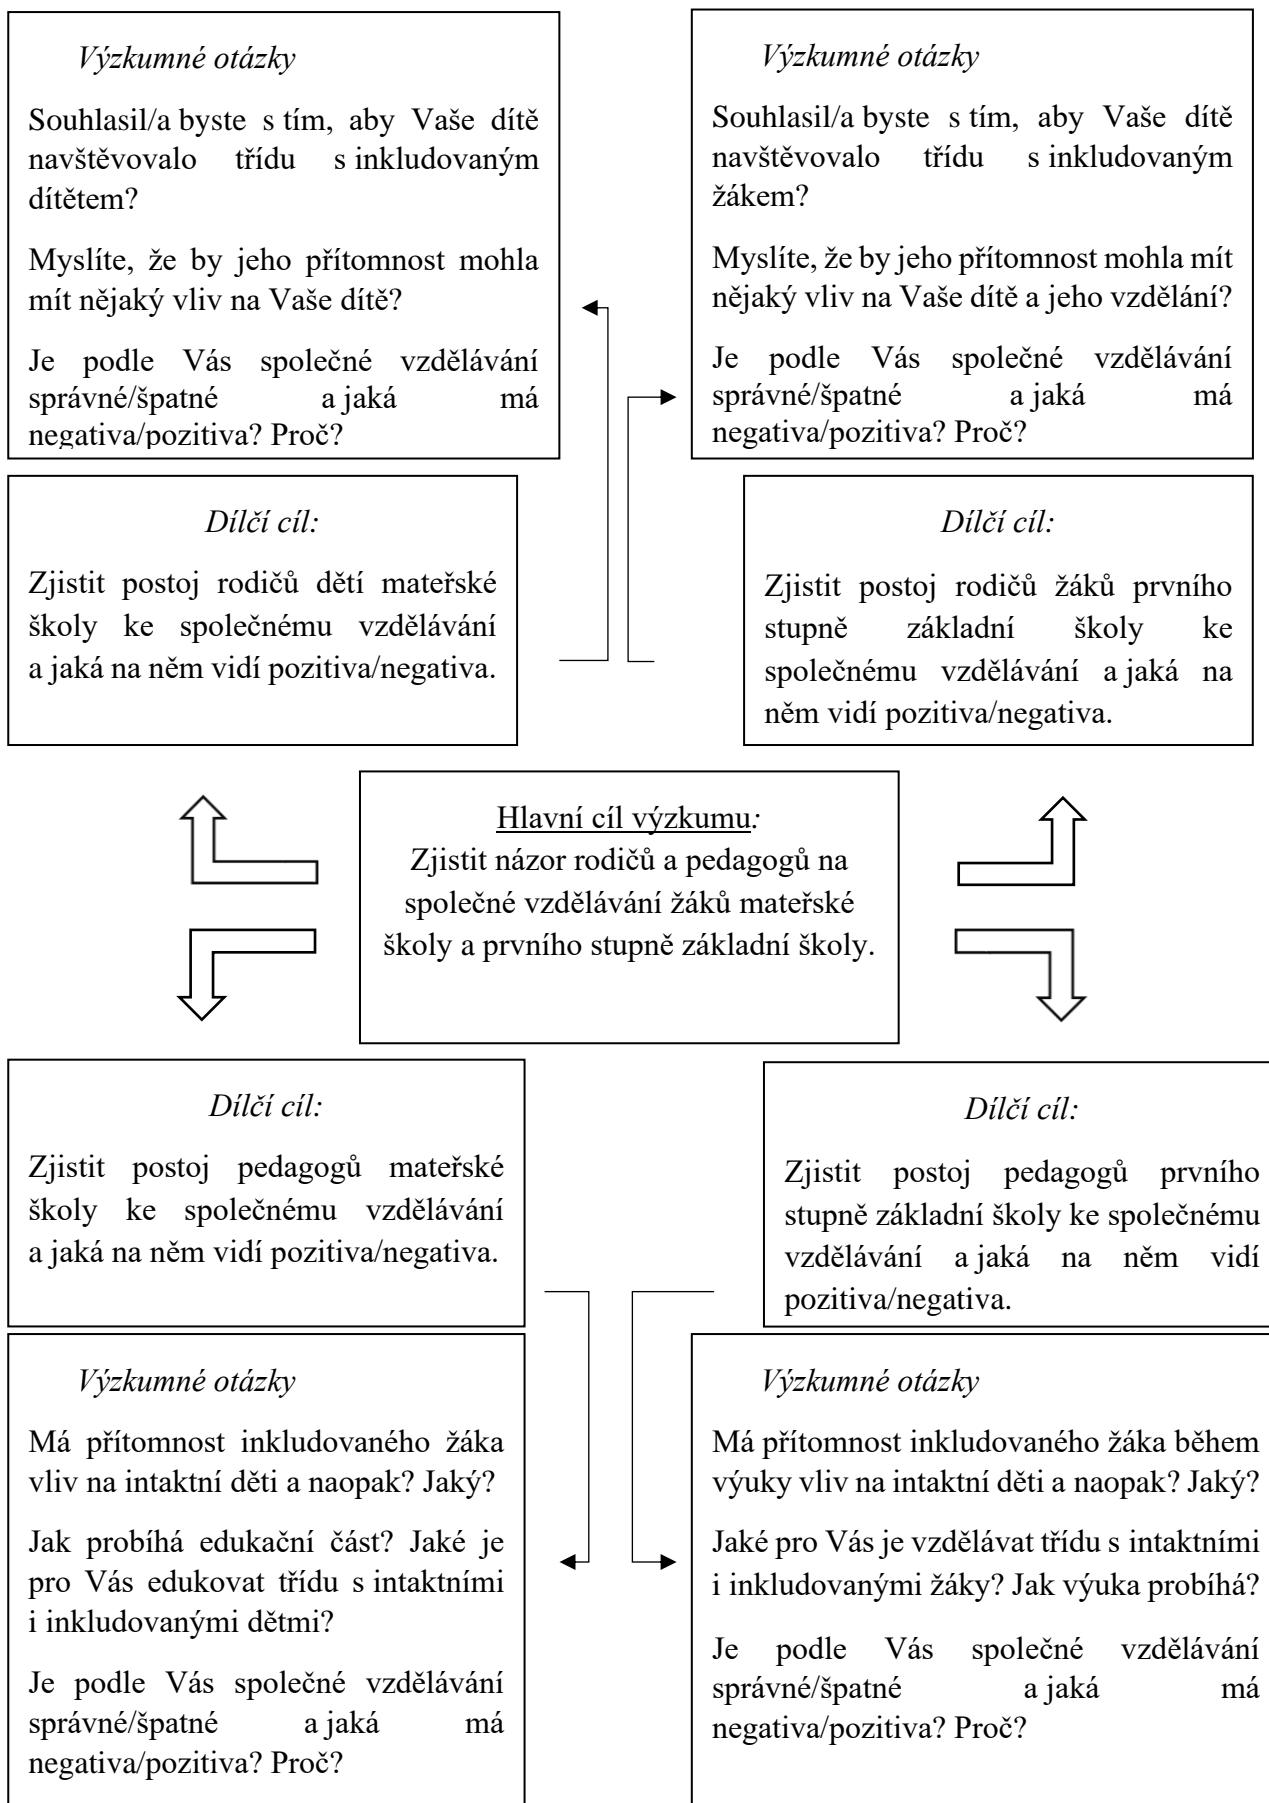 Výzkumné otázky
Souhlasil/a byste s tím, aby Vaše dítě
navštěvovalo třídu s inkludovaným
dítětem?
Myslíte, že by jeho přítomnost mohla
mít nějaký vliv na Vaše dítě?
Je podle Vás společné vzdělávání
správné/špatné a jaká má
negativa/pozitiva? Proč?
Výzkumné otázky
Souhlasil/a byste s tím, aby Vaše dítě
navštěvovalo třídu s inkludovaným
žákem?
Myslíte, že by jeho přítomnost mohla mít
nějaký vliv na Vaše dítě a jeho vzdělání?
Je podle Vás společné vzdělávání
správné/špatné a jaká má
negativa/pozitiva? Proč?
Dílčí cíl:
Zjistit postoj rodičů dětí mateřské
školy ke společnému vzdělávání
a jaká na něm vidí pozitiva/negativa.
Dílčí cíl:
Zjistit postoj rodičů žáků prvního
stupně základní školy ke
společnému vzdělávání a jaká na
něm vidí pozitiva/negativa.
Hlavní cíl výzkumu:
Zjistit názor rodičů a pedagogů na
společné vzdělávání žáků mateřské
školy a prvního stupně základní školy.
Dílčí cíl:
Zjistit postoj pedagogů mateřské
školy ke společnému vzdělávání
a jaká na něm vidí pozitiva/negativa.
Dílčí cíl:
Zjistit postoj pedagogů prvního
stupně základní školy ke společnému
vzdělávání a jaká na něm vidí
pozitiva/negativa.
Výzkumné otázky
Má přítomnost inkludovaného žáka
vliv na intaktní děti a naopak? Jaký?
Jak probíhá edukační část? Jaké je
pro Vás edukovat třídu s intaktními
i inkludovanými dětmi?
Je podle Vás společné vzdělávání
správné/špatné a jaká má
negativa/pozitiva? Proč?
Výzkumné otázky
Má přítomnost inkludovaného žáka během
výuky vliv na intaktní děti a naopak? Jaký?
Jaké pro Vás je vzdělávat třídu s intaktními
i inkludovanými žáky? Jak výuka probíhá?
Je podle Vás společné vzdělávání
správné/špatné a jaká má
negativa/pozitiva? Proč?